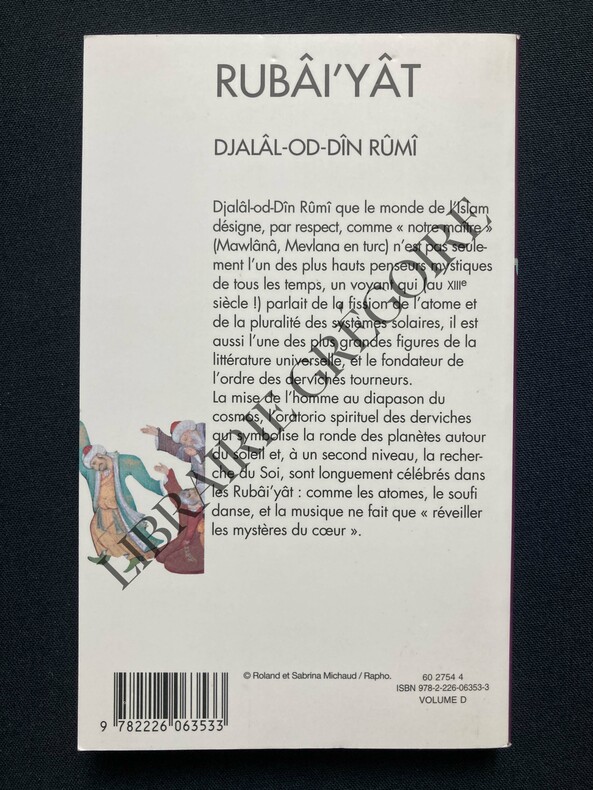 RUBÂI'YÂT
DJALÂL-OD-DÎN RÛMÎ
Djalâl-od-Dîn Rûmî que le monde de l'Islam
désigne, par respect, comme « notre maître »
(Mawlânâ, Mevlana en turc) n'est pas seule-
ment l'un des plus hauts penseurs mystiques
de tous les temps, un voyant qui (au XIIIe
siècle !) parlait de la fission de l'atome et
de la pluralité des systèmes solaires, il est
aussi l'une des plus grandes figures de la
littérature universelle, et le fondateur de
l'ordre des derviches tourneurs.
La mise de l'homme au diapason du
cosmos, l'oratorio spirituel des derviches
qui symbolise la ronde des planètes autour
du soleil et, à un second niveau, la recher-
che du Soi, sont longuement célébrés dans
les Rubâi'yât : comme les atomes, le soufi
danse, et la musique ne fait que « réveiller
les mystères du cœur ».
LIBRAIRIE GREGOIRE
© Roland et Sabrina Michaud / Rapho.
60 2754 4
ISBN 978-2-226-06353-3
VOLUME D
9 782226 063533